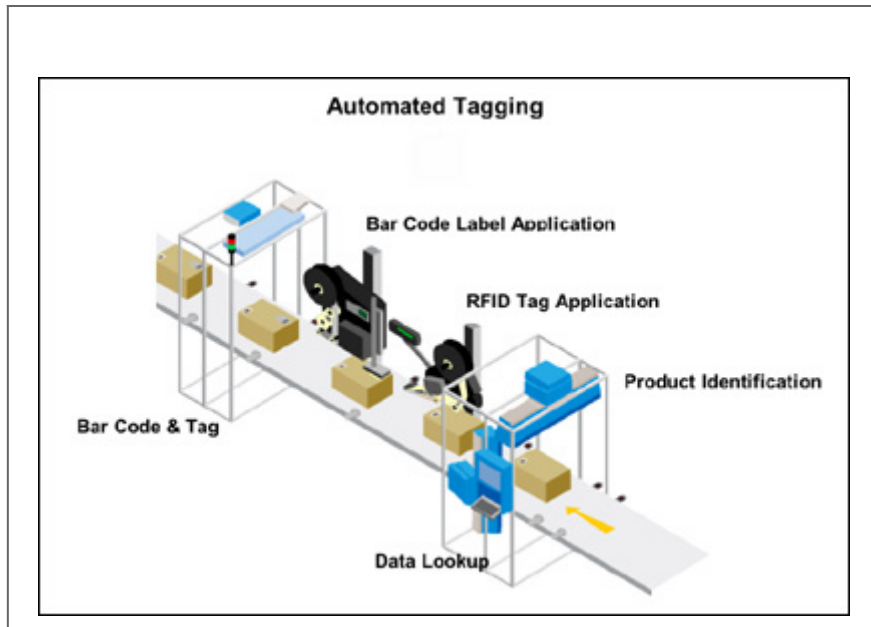 Automated Tagging
Bar Code Label Application
RFID Tag Application
Product Identification
Bar Code & Tag
Data Lookup